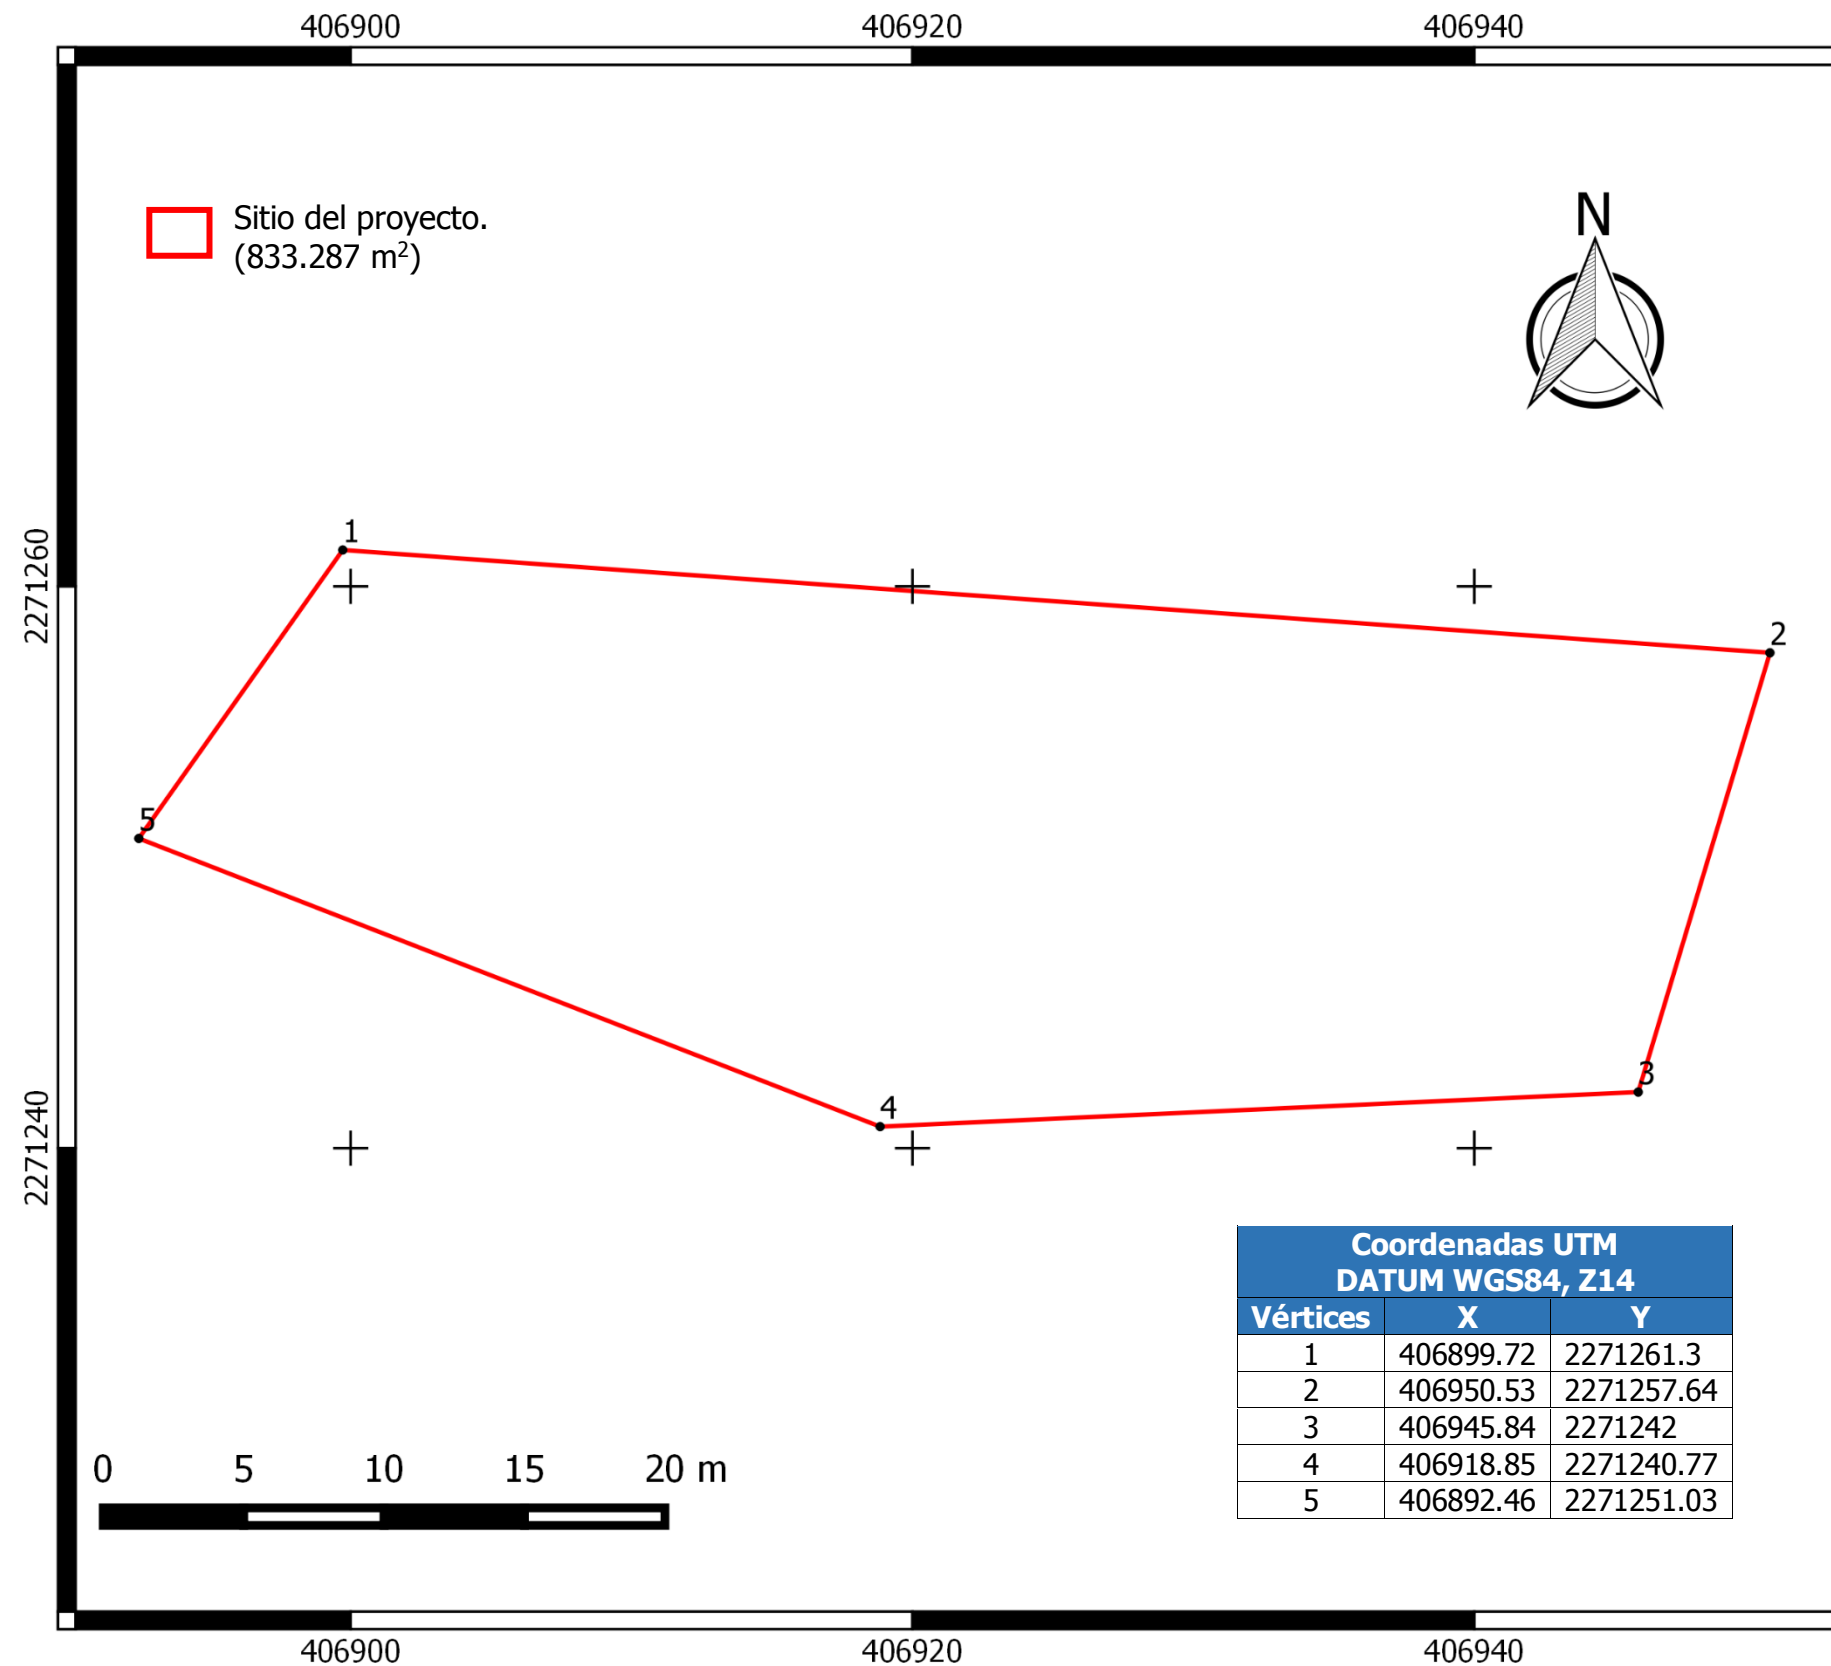 406900 406920 406940
N
Sitio del proyecto.
(833.287 m²)
1
2271260
2
5
3
4
2271240
Coordenadas UTM
DATUM WGS84, Z14
Vértices X Y
1 406899.72 2271261.3
2 406950.53 2271257.64
3 406945.84 2271242
4 406918.85 2271240.77
5 406892.46 2271251.03
0 5 10 15 20 m
406900 406920 406940